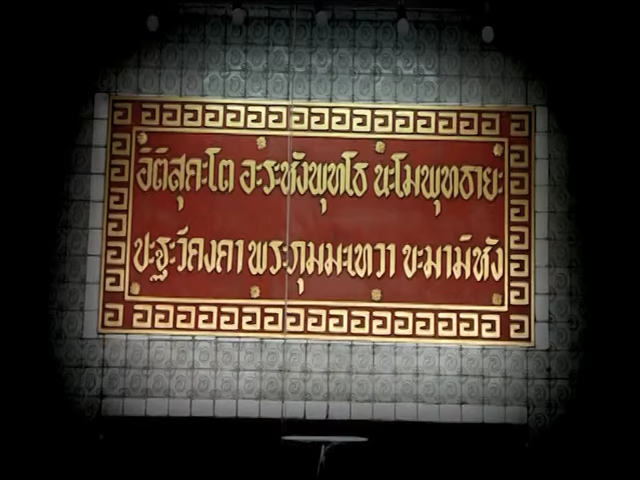 อิติสุคะโต อะระหังพุทโธ นะโมพุทธายะ
ปะฐะวีคงคา พระภุมมะเทวา ขะมามิหัง